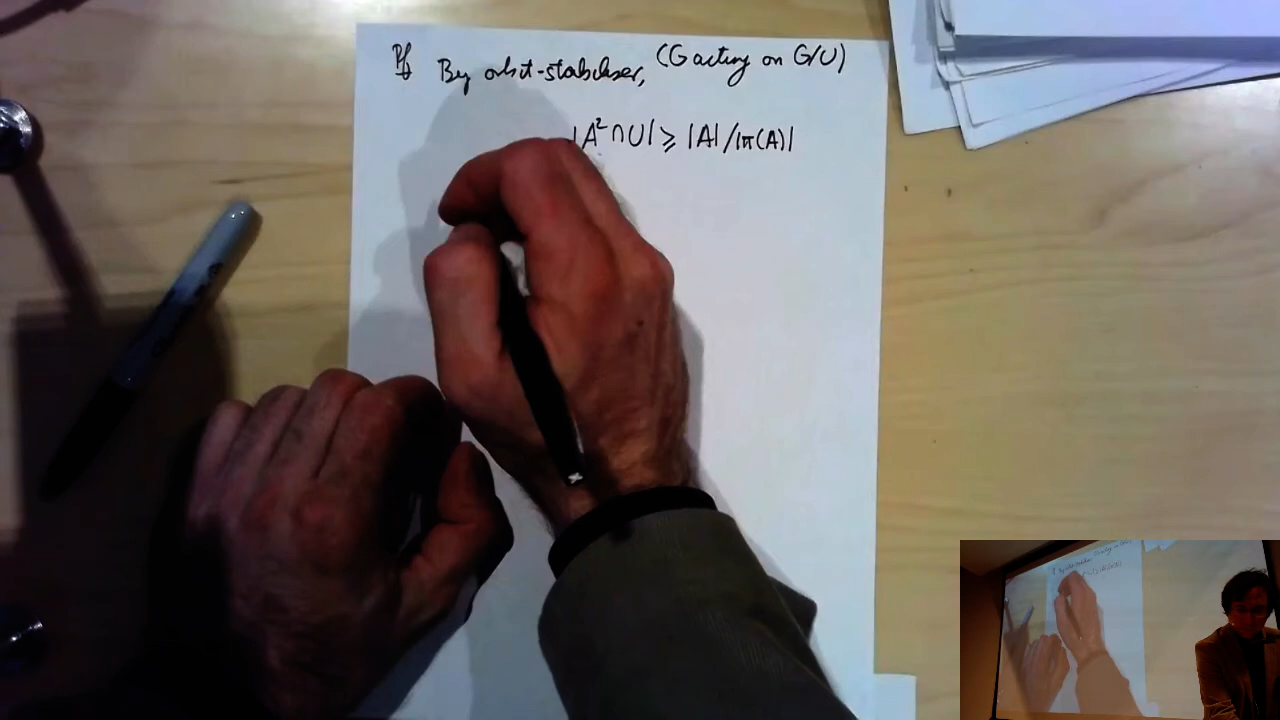 Pf By orbit-stabiliser, (G acting on G/U)
|A² ∩ U| ⩾ |A| / |π(A)|